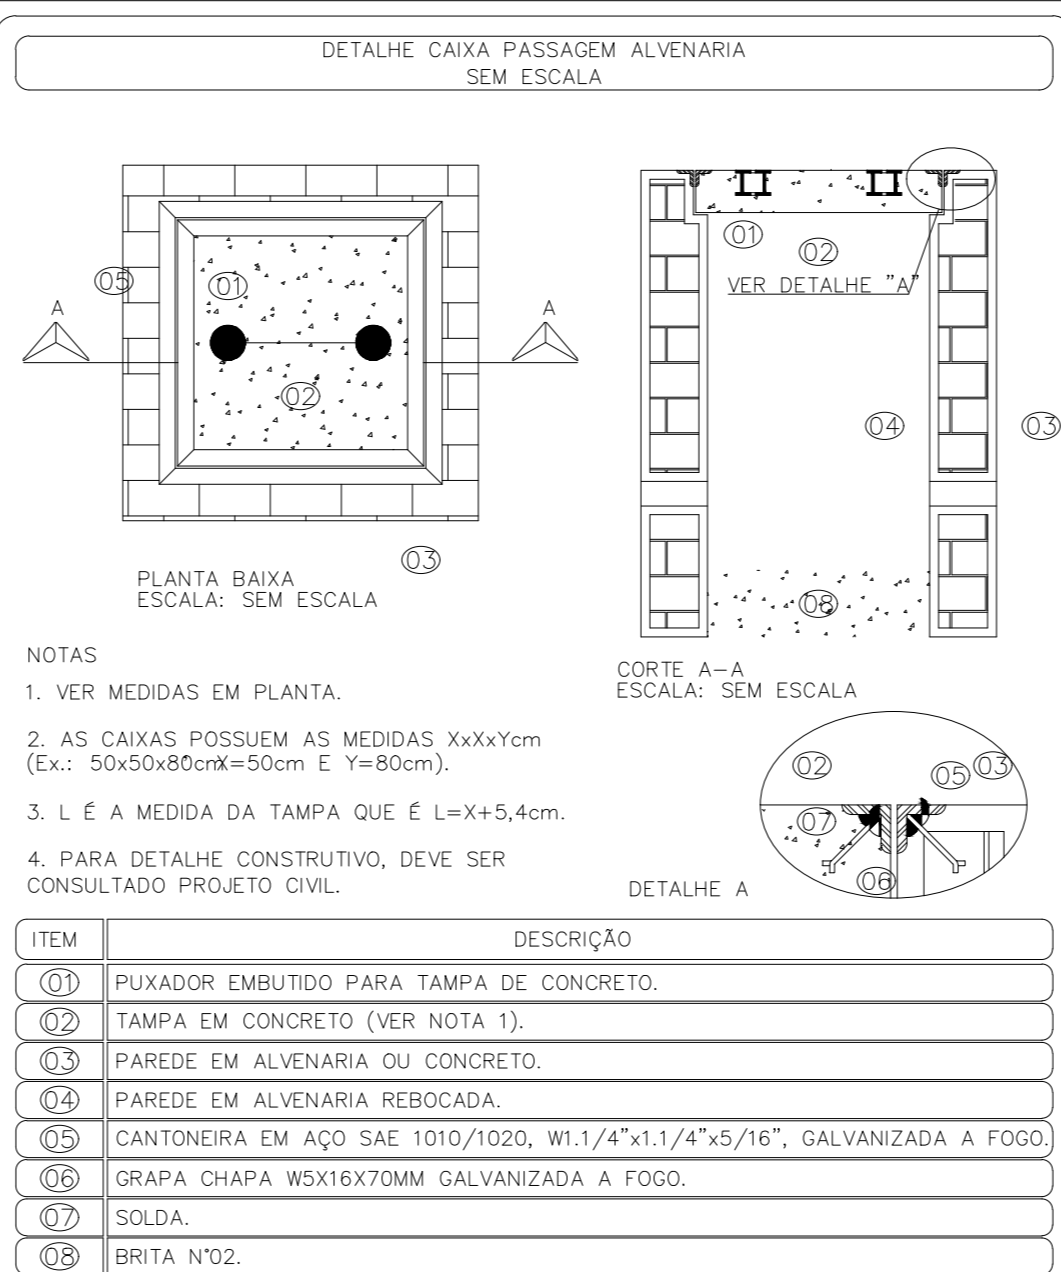 DETALHE CAIXA PASSAGEM ALVENARIA
SEM ESCALA
05
01
A
A
02
03
PLANTA BAIXA
ESCALA: SEM ESCALA
01
02
VER DETALHE "A"
04
03
08
CORTE A-A
ESCALA: SEM ESCALA
NOTAS
1. VER MEDIDAS EM PLANTA.
2. AS CAIXAS POSSUEM AS MEDIDAS XxXxYcm
(Ex.: 50x50x80cmX=50cm E Y=80cm).
3. L É A MEDIDA DA TAMPA QUE É L=X+5,4cm.
4. PARA DETALHE CONSTRUTIVO, DEVE SER
CONSULTADO PROJETO CIVIL.
02
05
03
07
06
DETALHE A
ITEM DESCRIÇÃO
01 PUXADOR EMBUTIDO PARA TAMPA DE CONCRETO.
02 TAMPA EM CONCRETO (VER NOTA 1).
03 PAREDE EM ALVENARIA OU CONCRETO.
04 PAREDE EM ALVENARIA REBOCADA.
05 CANTONEIRA EM AÇO SAE 1010/1020, W1.1/4"x1.1/4"x5/16", GALVANIZADA A FOGO.
06 GRAPA CHAPA W5X16X70MM GALVANIZADA A FOGO.
07 SOLDA.
08 BRITA N°02.